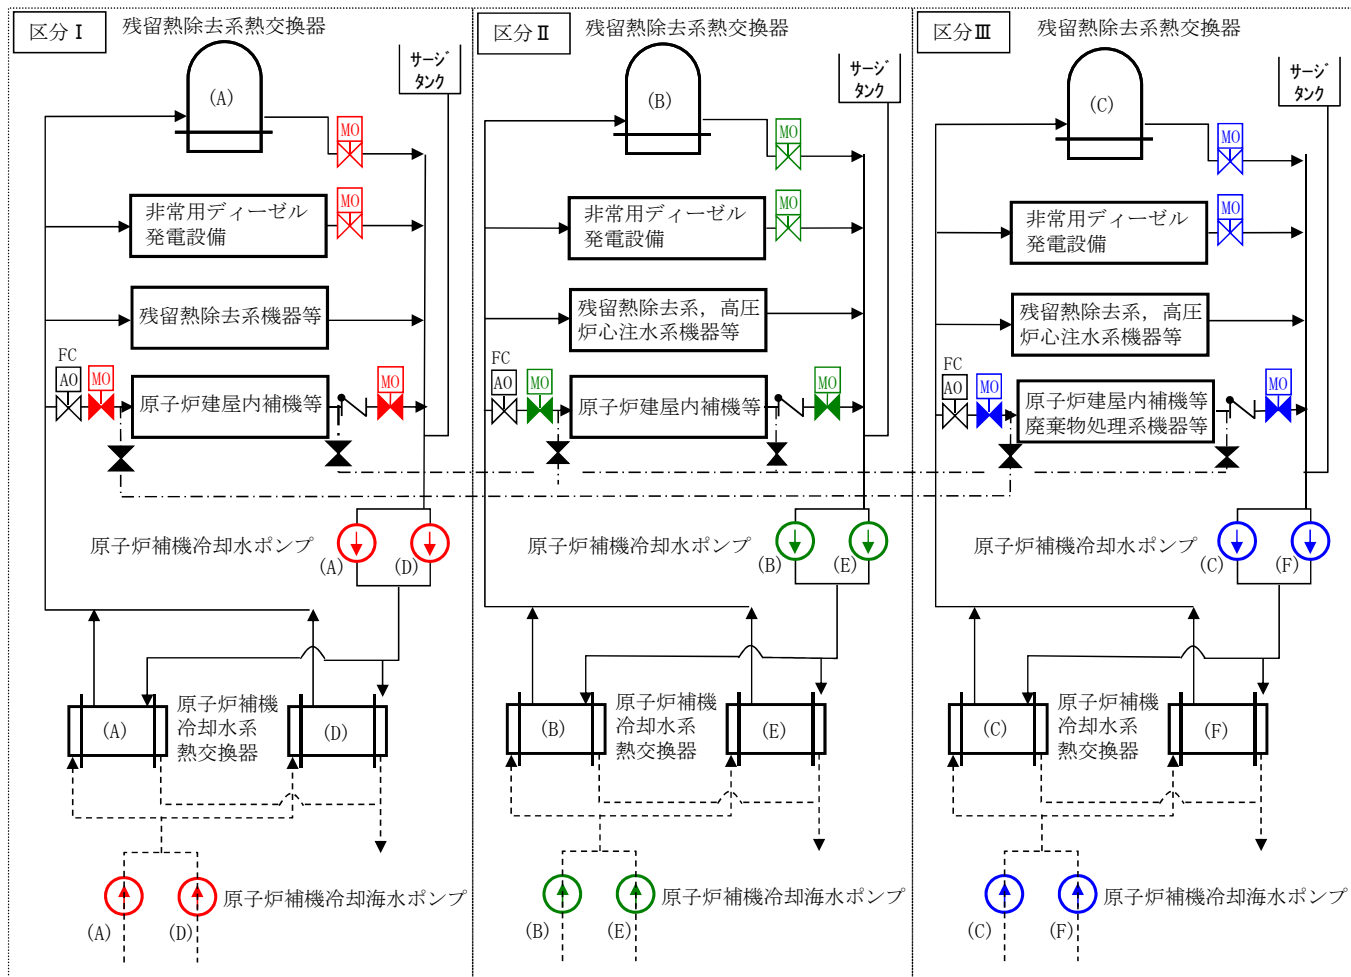 区分Ⅰ
残留熱除去系熱交換器
サージ
タンク
(A)
MO
MO
非常用ディーゼル
発電設備
残留熱除去系機器等
FC
AO
MO
原子炉建屋内補機等
MO
原子炉補機冷却水ポンプ
(A)
(D)
(A)
原子炉補機
冷却水系
熱交換器
(D)
原子炉補機冷却海水ポンプ
(A)
(D)
区分Ⅱ
残留熱除去系熱交換器
サージ
タンク
(B)
MO
MO
非常用ディーゼル
発電設備
残留熱除去系，高圧
炉心注水系機器等
FC
AO
MO
原子炉建屋内補機等
MO
原子炉補機冷却水ポンプ
(B)
(E)
(B)
原子炉補機
冷却水系
熱交換器
(E)
原子炉補機冷却海水ポンプ
(B)
(E)
区分Ⅲ
残留熱除去系熱交換器
サージ
タンク
(C)
MO
MO
非常用ディーゼル
発電設備
残留熱除去系，高圧
炉心注水系機器等
FC
AO
MO
原子炉建屋内補機等
廃棄物処理系機器等
MO
原子炉補機冷却水ポンプ
(C)
(F)
(C)
原子炉補機
冷却水系
熱交換器
(F)
原子炉補機冷却海水ポンプ
(C)
(F)